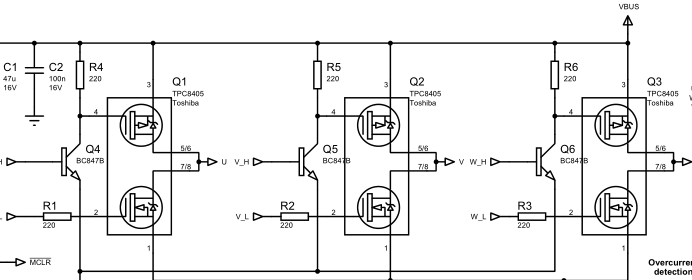 VBUS
C1
47u
16V
C2
100n
16V
R4
220
R5
220
R6
220
3
Q1
TPC8405
Toshiba
3
Q2
TPC8405
Toshiba
3
Q3
TPC8405
Toshiba
4
4
4
Q4
BC847B
Q5
BC847B
Q6
BC847B
5/6
7/8
U
V_H
5/6
7/8
V
W_H
5/6
7/8
R1
220
2
V_L
R2
220
2
W_L
R3
220
2
1
1
1
MCLR
Overcurre
detection